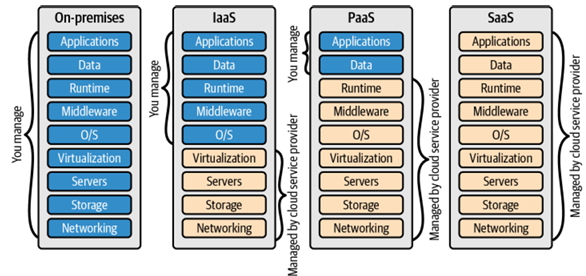 On-premises
You manage
Applications
Data
Runtime
Middleware
O/S
Virtualization
Servers
Storage
Networking
IaaS
You manage
Applications
Data
Runtime
Middleware
O/S
Virtualization
Servers
Storage
Networking
Managed by cloud service provider
PaaS
You manage
Applications
Data
Runtime
Middleware
O/S
Virtualization
Servers
Storage
Networking
Managed by cloud service provider
SaaS
Applications
Data
Runtime
Middleware
O/S
Virtualization
Servers
Storage
Networking
Managed by cloud service provider